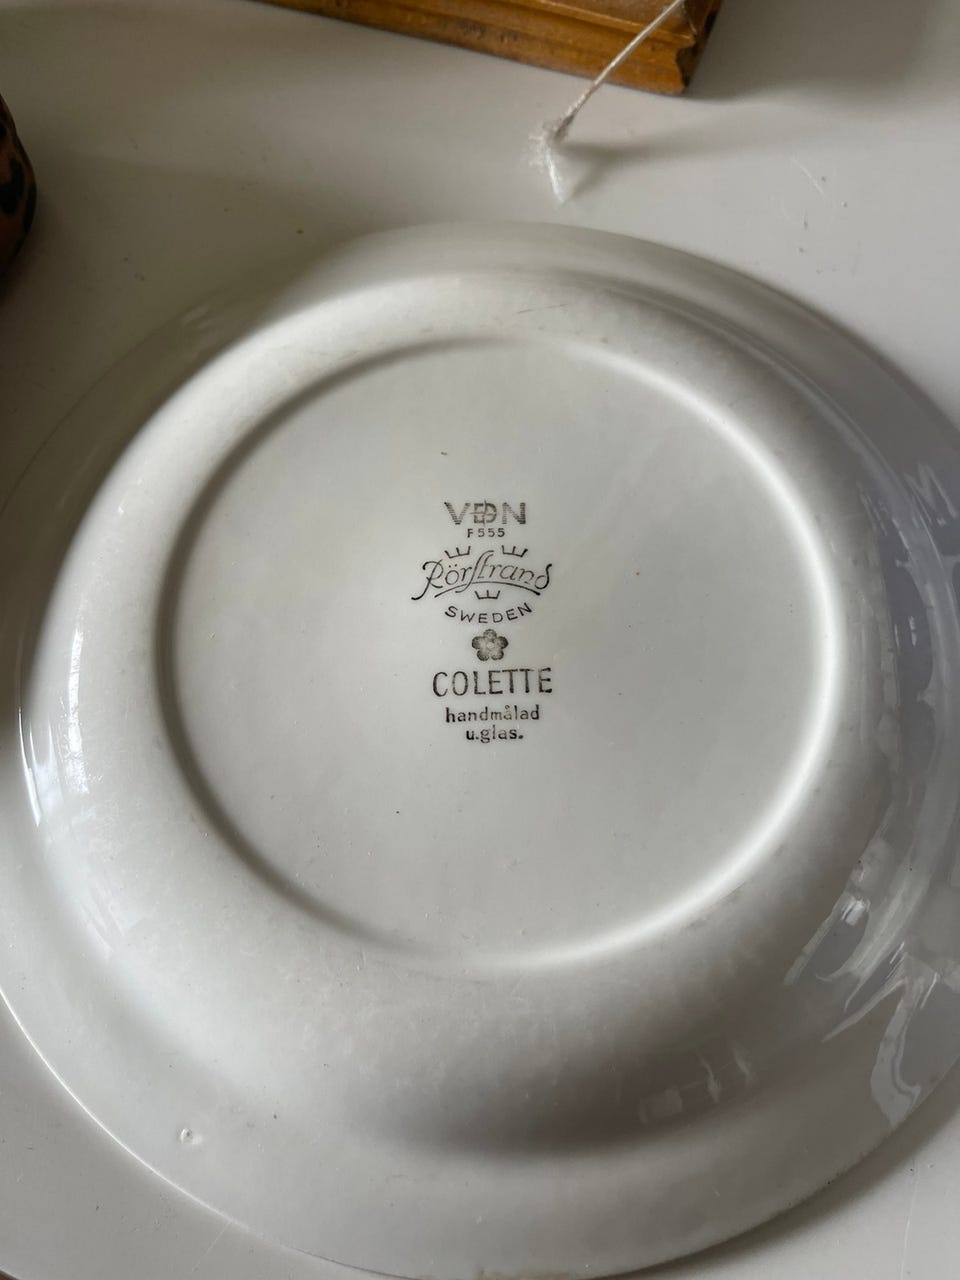 VDN
F555
Rörstrand
SWEDEN
COLETTE
handmålad
u.glas.